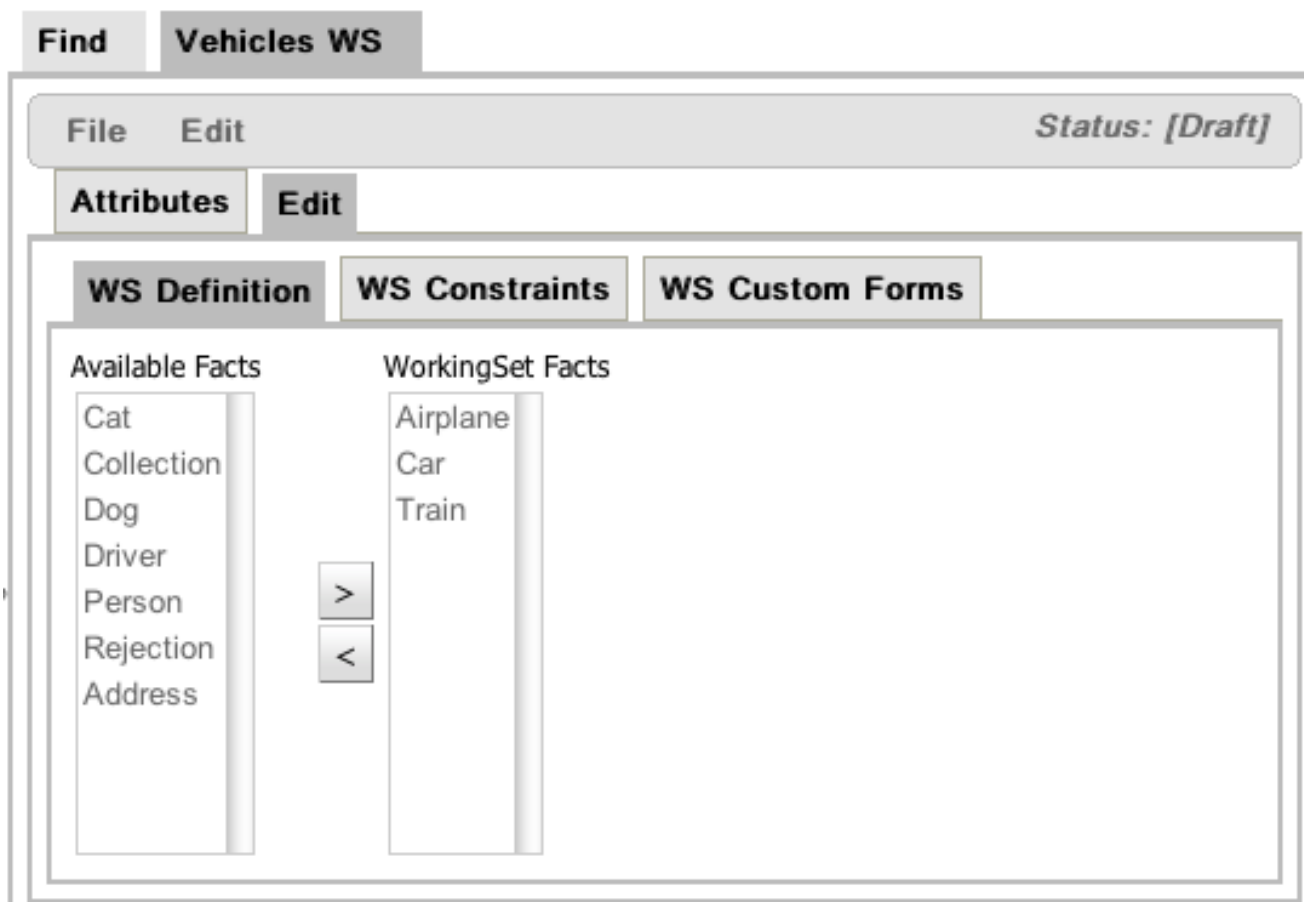 Find Vehicles WS
File Edit Status: [Draft]
Attributes Edit
WS Definition WS Constraints WS Custom Forms
Available Facts
Cat
Collection
Dog
Driver
Person
Rejection
Address
>
<
WorkingSet Facts
Airplane
Car
Train